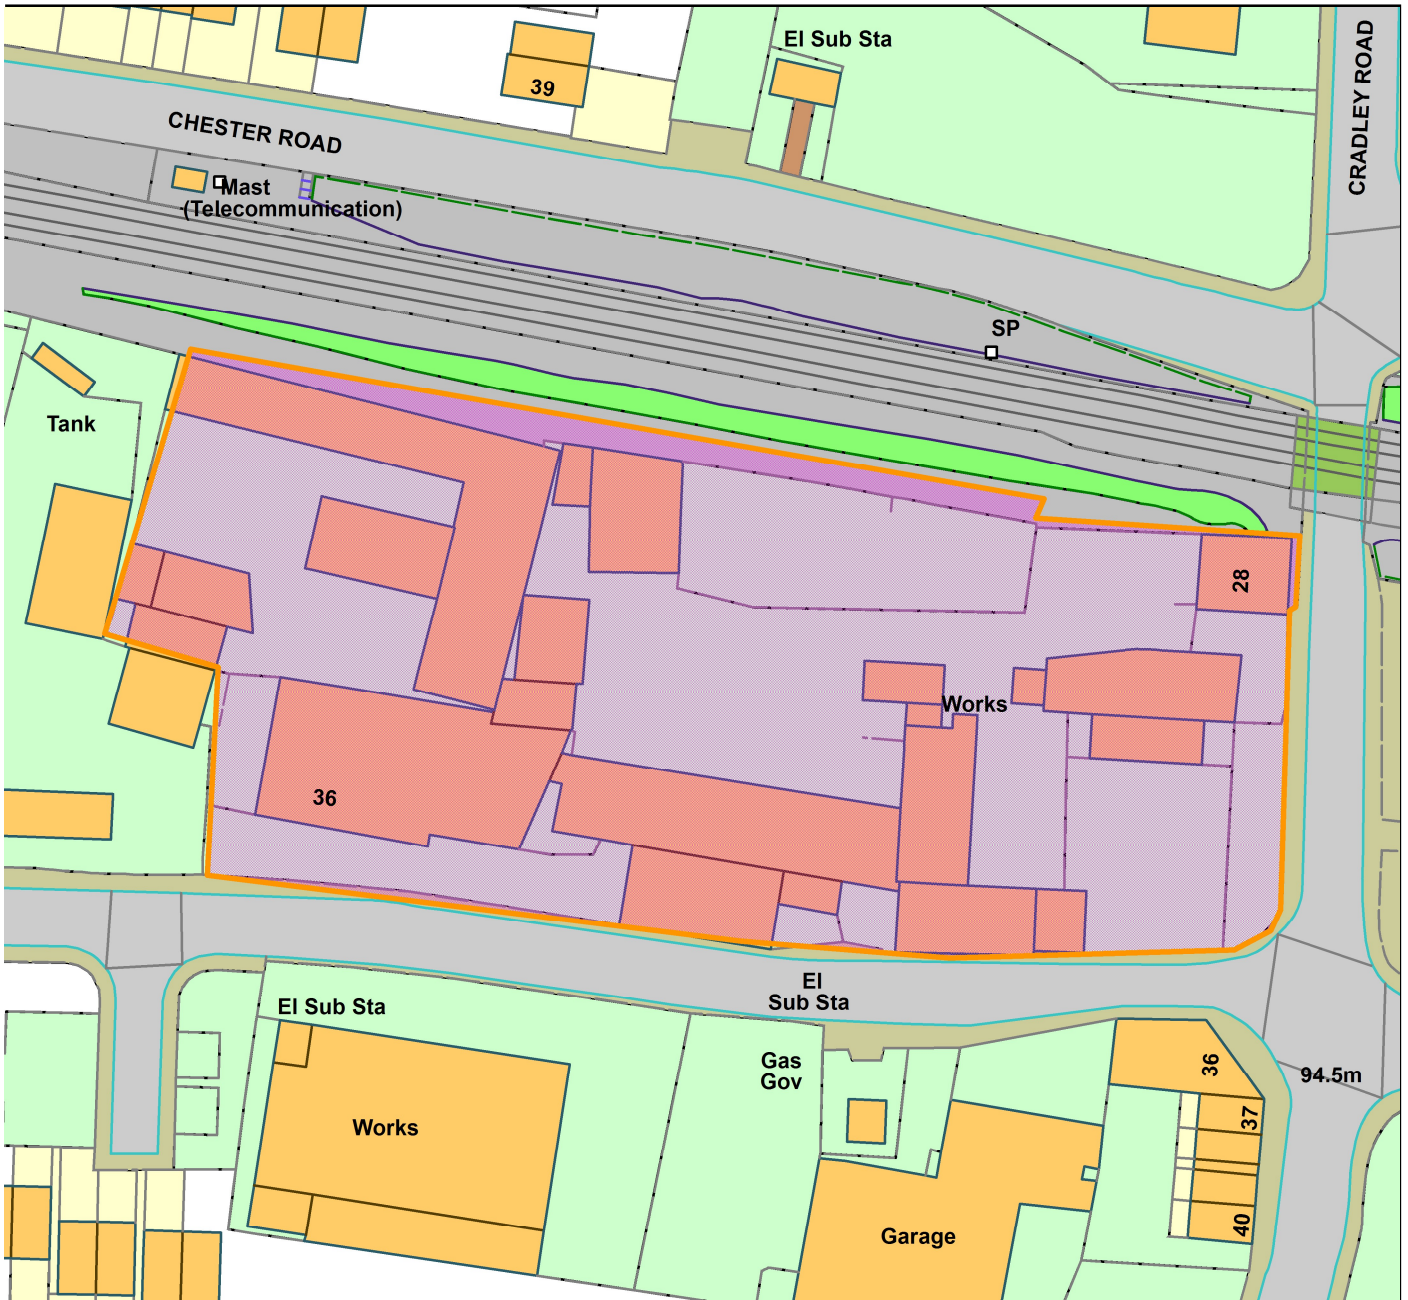 El Sub Sta
CRADLEY ROAD
39
CHESTER ROAD
Mast
(Telecommunication)
SP
Tank
28
Works
36
El
Sub Sta
El Sub Sta
Gas
Gov
36
94.5m
37
Works
40
Garage